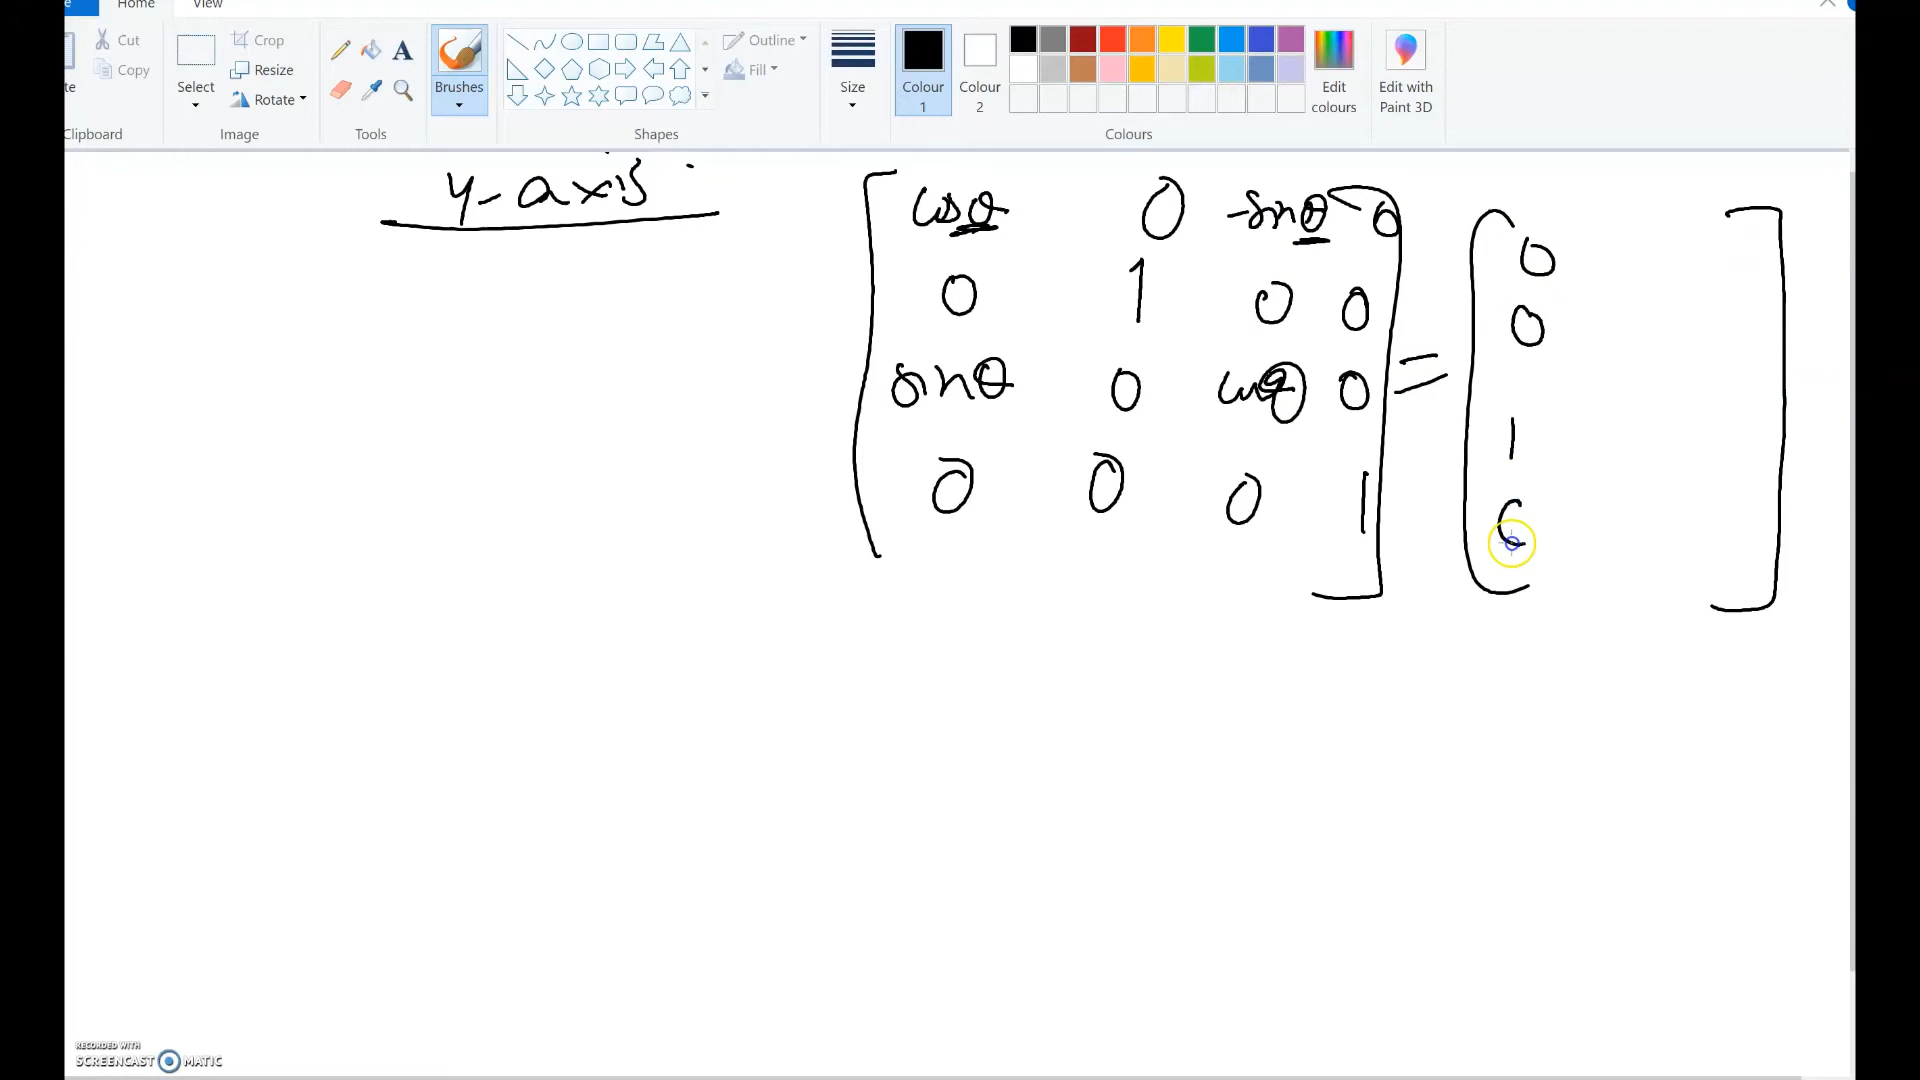 Home View
Cut
Copy
Clipboard
Select
Crop
Resize
Rotate
Image
Tools
Brushes
Shapes
Outline
Fill
Size
Colour 1
Colour 2
Edit colours
Edit with Paint 3D
Colours
y-axis
cosθ 0 -sinθ 0 0
0 1 0 0 0
sinθ 0 0 =
1
0 0 0 1
RECORDED WITH
SCREENCAST MATIC